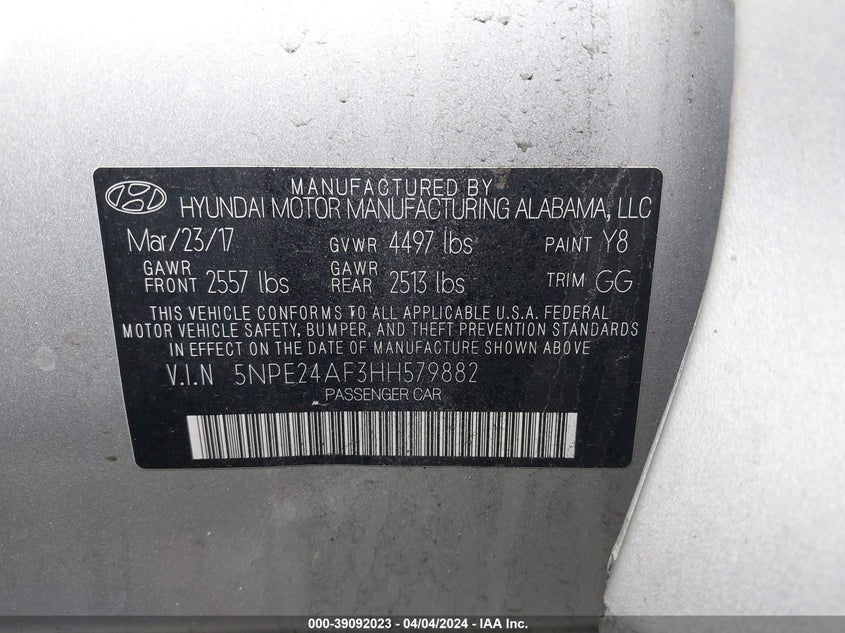 MANUFACTURED BY
HYUNDAI MOTOR MANUFACTURING ALABAMA, LLC
Mar/23/17 GVWR 4497 lbs PAINT Y8
GAWR FRONT 2557 lbs GAWR REAR 2513 lbs TRIM GG
THIS VEHICLE CONFORMS TO ALL APPLICABLE U.S.A. FEDERAL
MOTOR VEHICLE SAFETY, BUMPER, AND THEFT PREVENTION STANDARDS
IN EFFECT ON THE DATE OF MANUFACTURE SHOWN ABOVE
V.I.N 5NPE24AF3HH579882
PASSENGER CAR
000-39092023 - 04/04/2024 - IAA, Inc.